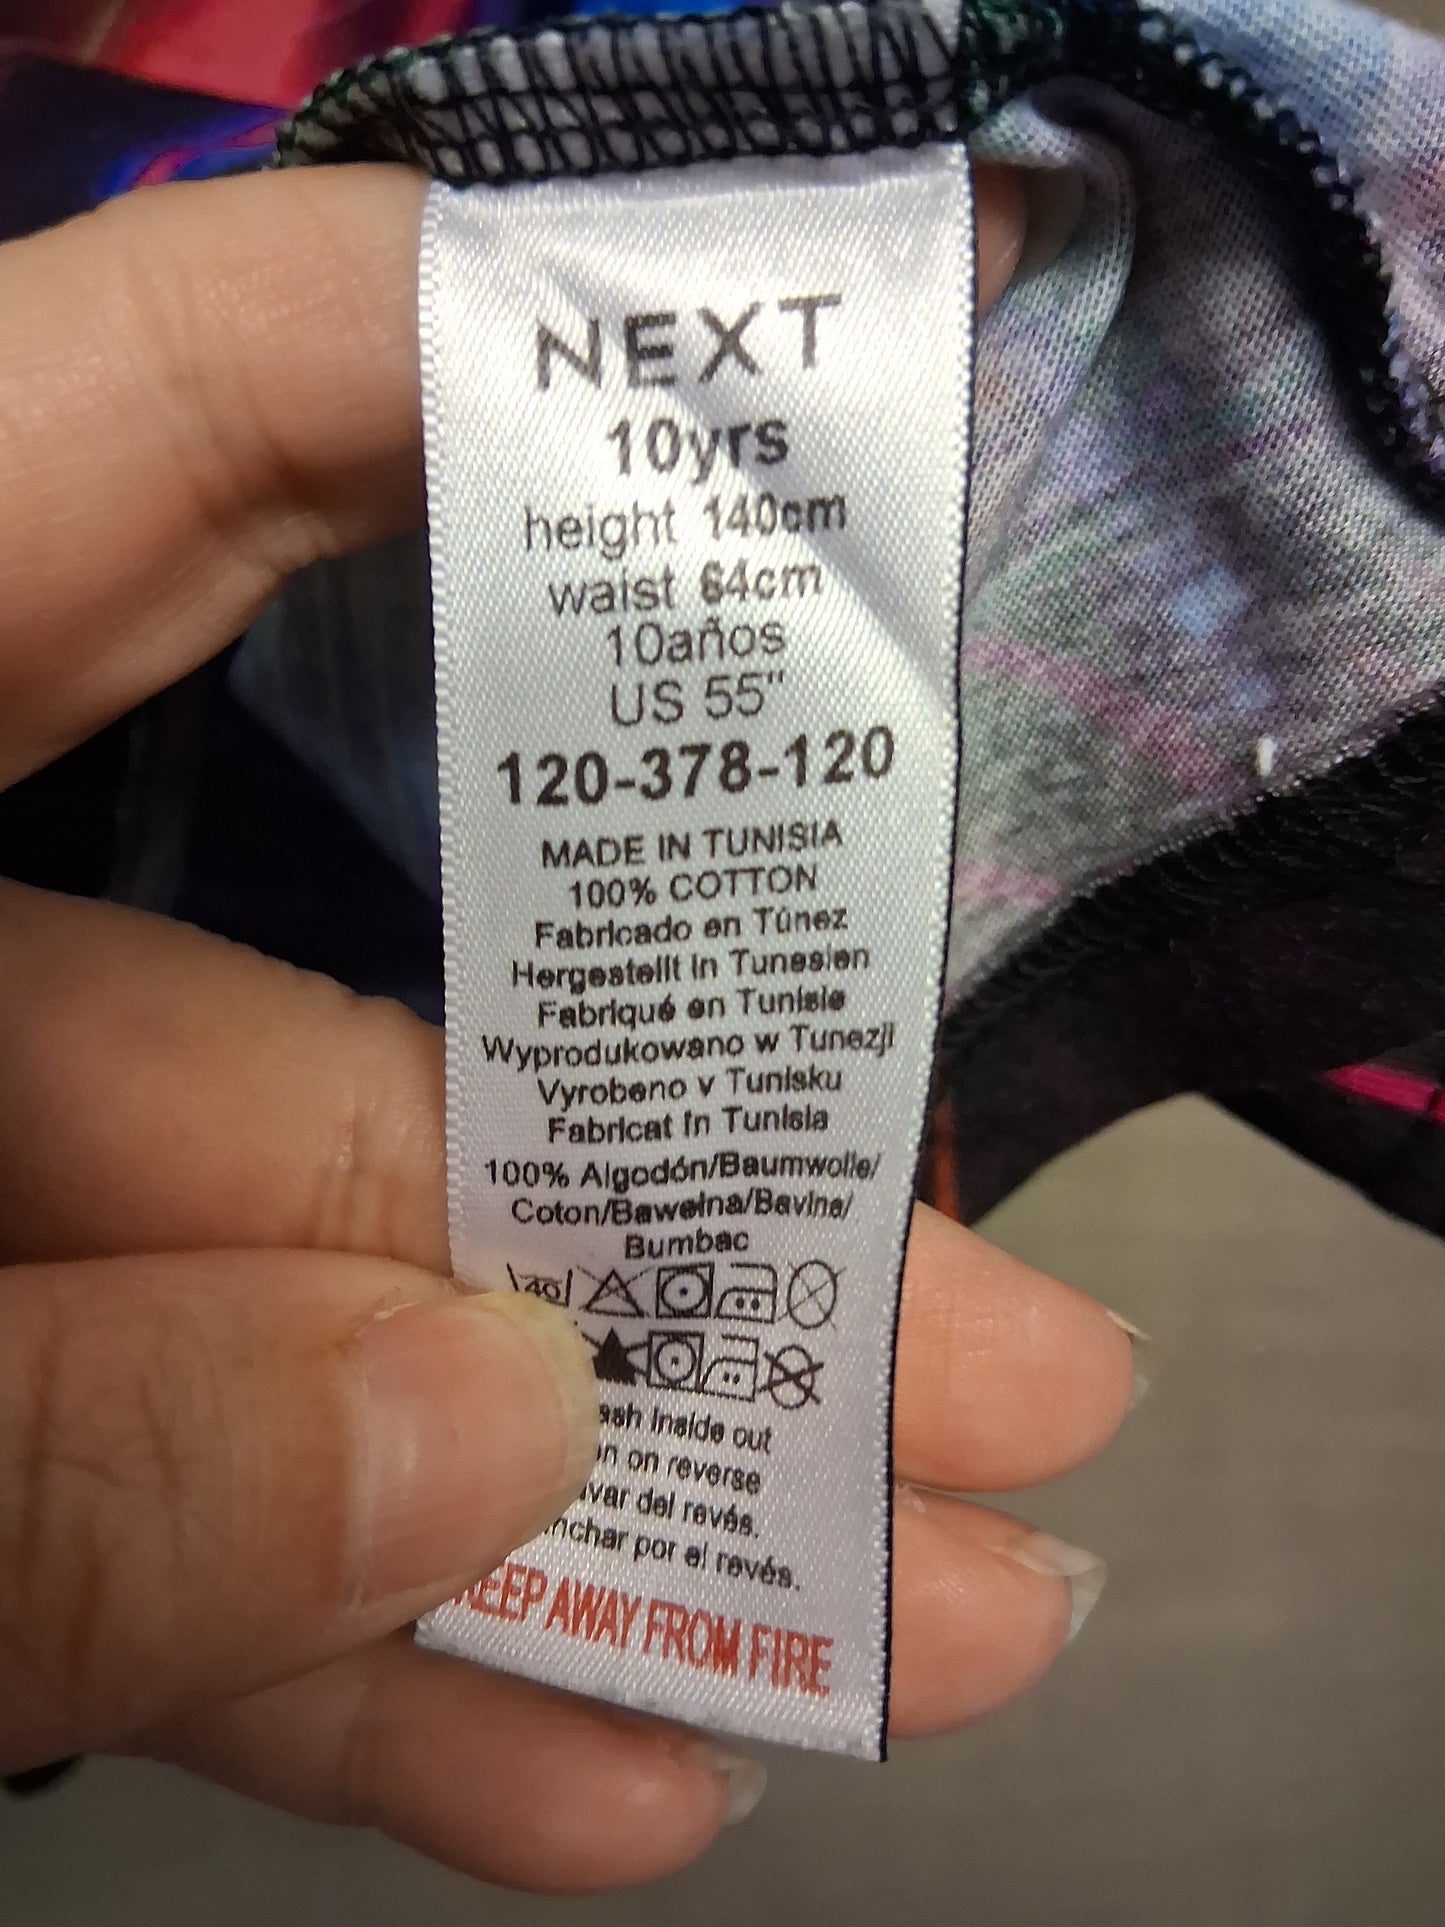 NEXT
10yrs
height 140cm
waist 64cm
10años
US 55"
120-378-120
MADE IN TUNISIA
100% COTTON
Fabricado en Túnez
Hergestellt in Tunesien
Fabriqué en Tunisie
Wyprodukowano w Tunezji
Vyrobeno v Tunisku
Fabricat în Tunisia
100% Algodón/Baumwolle/
Coton/Bawełna/Bavlna/
Bumbac
40
inside out
on reverse
del revés.
por el revés.
KEEP AWAY FROM FIRE